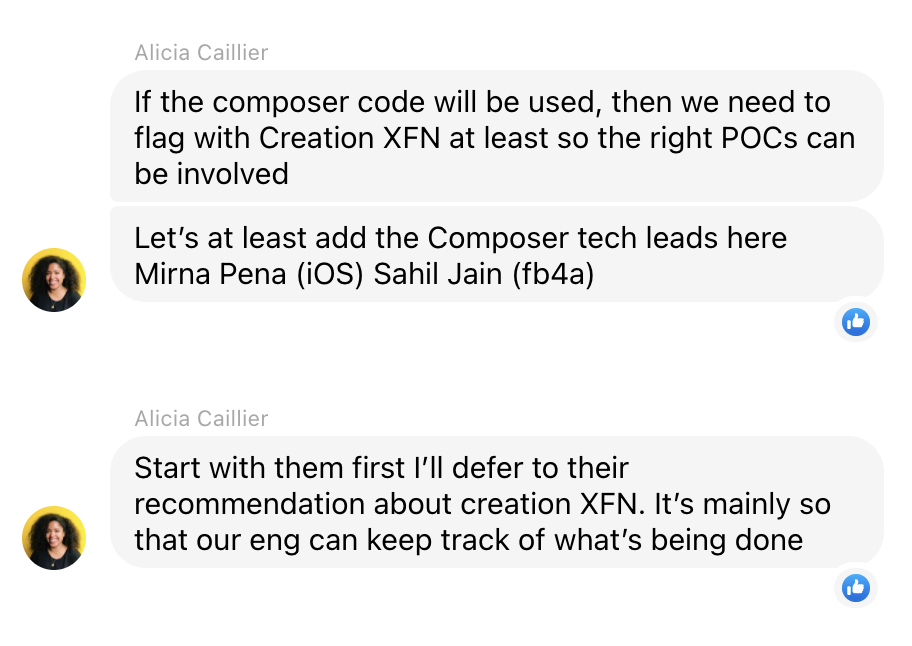 Alicia Caillier
If the composer code will be used, then we need to
flag with Creation XFN at least so the right POCs can
be involved
Let’s at least add the Composer tech leads here
Mirna Pena (iOS) Sahil Jain (fb4a)
Alicia Caillier
Start with them first I’ll defer to their
recommendation about creation XFN. It’s mainly so
that our eng can keep track of what’s being done